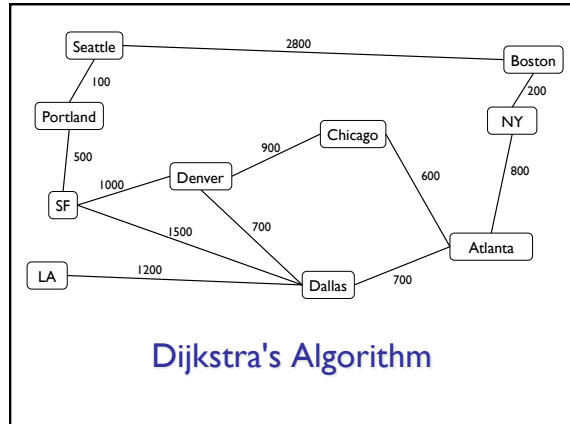 Seattle
2800
Boston
100
200
Portland
NY
Chicago
500
900
Denver
600
800
1000
SF
1500
700
Atlanta
LA
1200
Dallas
700
Dijkstra's Algorithm